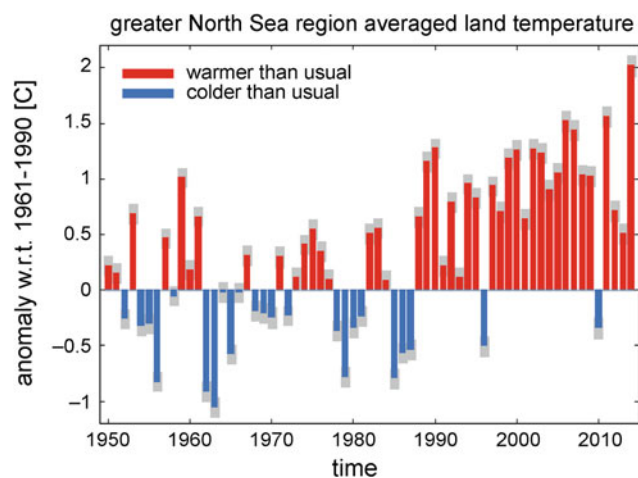 greater North Sea region averaged land temperature
2
1.5
1
0.5
0
−0.5
−1
anomaly w.r.t. 1961-1990 [C]
warmer than usual
colder than usual
1950 1960 1970 1980 1990 2000 2010
time